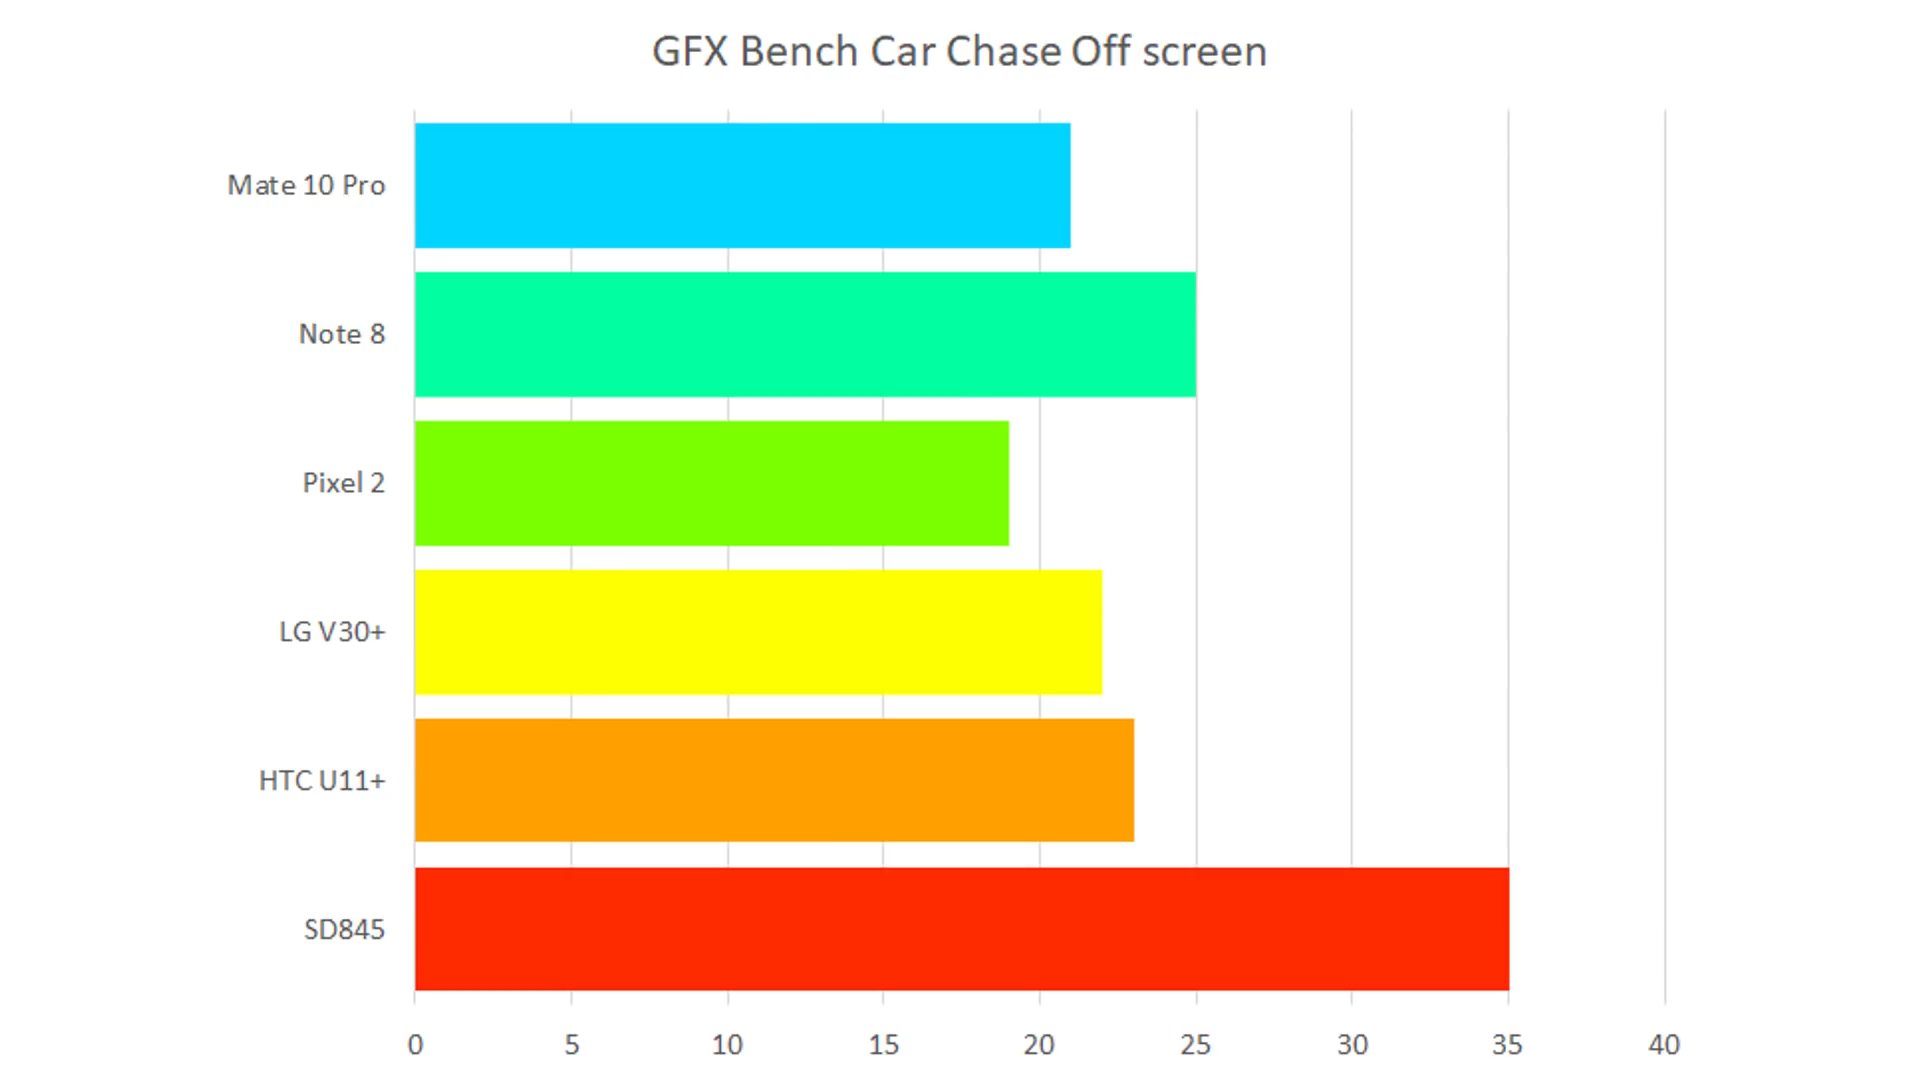 GFX Bench Car Chase Off screen
Mate 10 Pro
Note 8
Pixel 2
LG V30+
HTC U11+
SD845
0 5 10 15 20 25 30 35 40